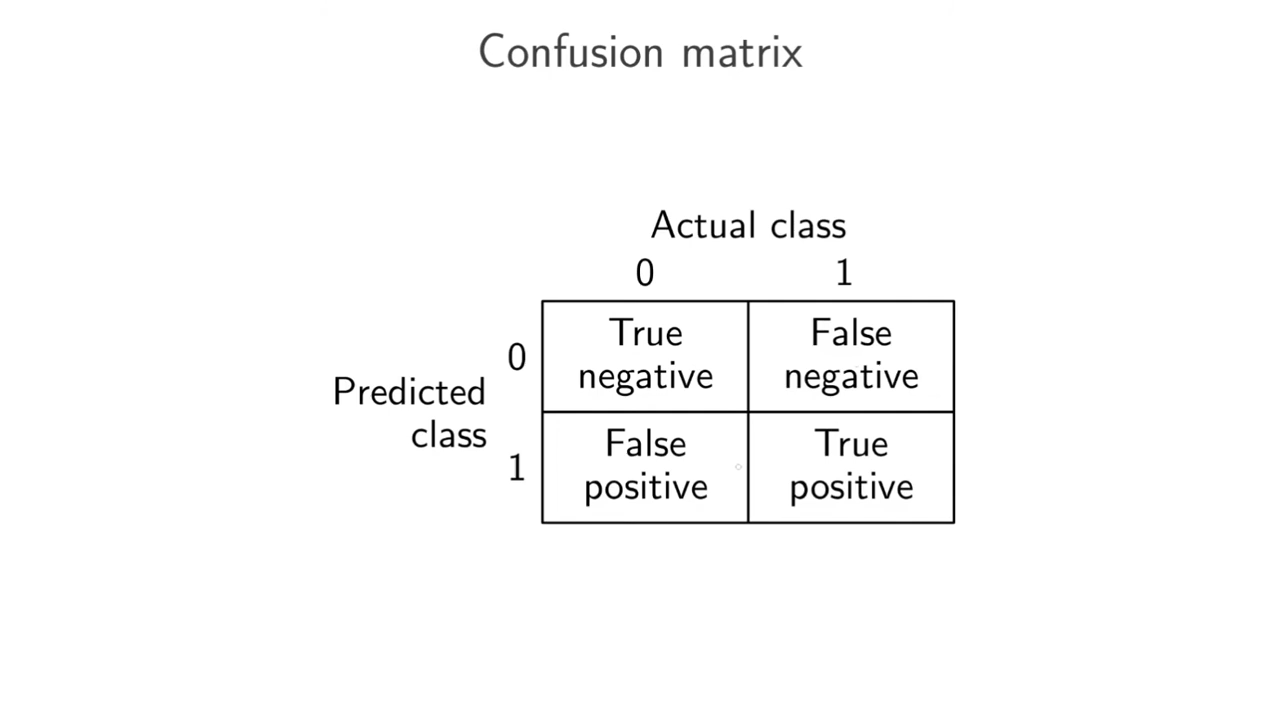 Confusion matrix
Actual class
0 1
0
True
negative
False
negative
Predicted
class
1
False
positive
True
positive